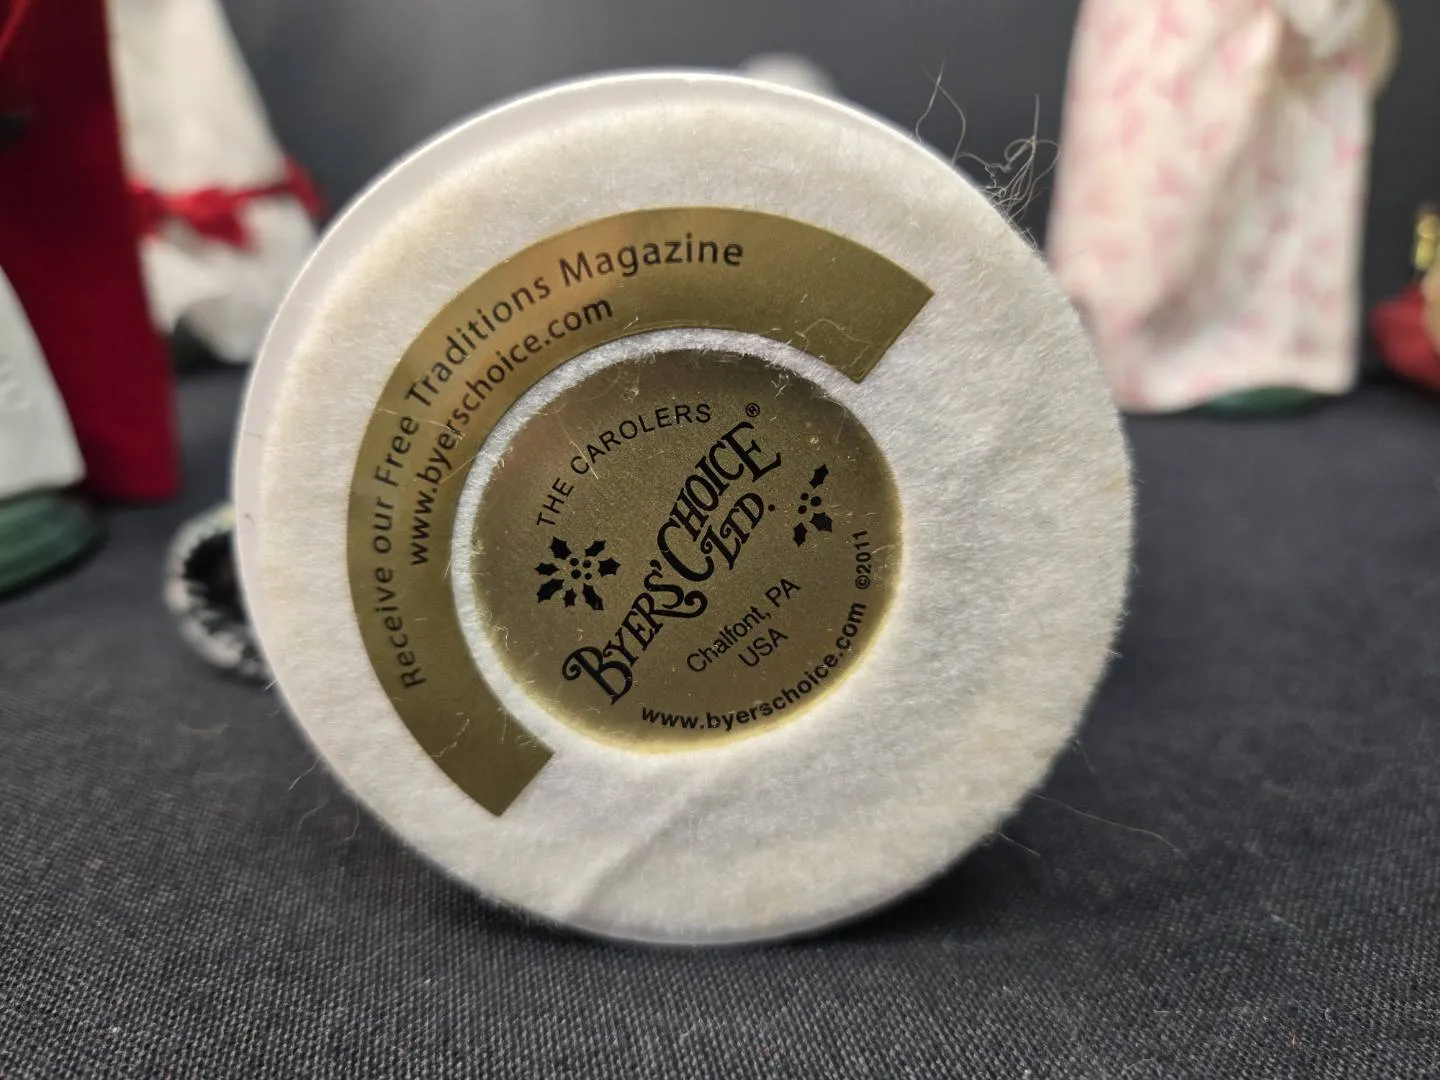 Receive our Free Traditions Magazine
www.byerschoice.com
THE CAROLERS
BYERS' CHOICE®
LTD.
Chalfont, PA
USA
www.byerschoice.com ©2011